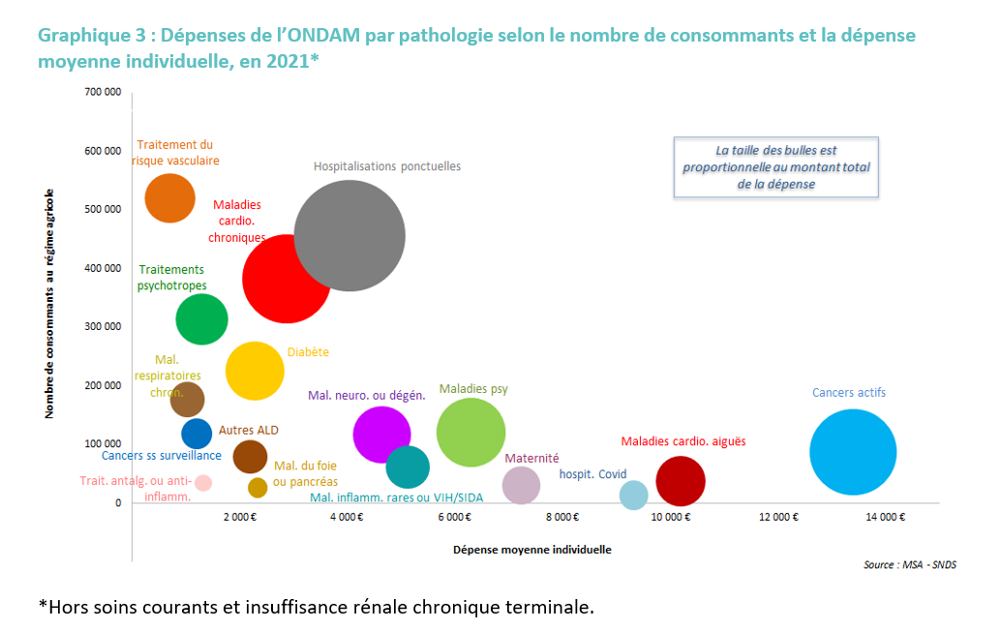 Graphique 3 : Dépenses de l’ONDAM par pathologie selon le nombre de consommants et la dépense
moyenne individuelle, en 2021*
700 000
600 000
500 000
400 000
300 000
200 000
100 000
0
Nombre de consommants au régime agricole
Traitement du
risque vasculaire
Hospitalisations ponctuelles
La taille des bulles est
proportionnelle au montant total
de la dépense
Maladies
cardio.
chroniques
Traitements
psychotropes
Diabète
Mal.
respiratoires
chron.
Mal. neuro. ou dégén.
Maladies psy
Cancers actifs
Autres ALD
Cancers ss surveillance
Maladies cardio. aiguës
Maternité
Mal. du foie
ou pancréas
hospit. Covid
Trait. antalg. ou anti-
inflamm.
Mal. inflamm. rares ou VIH/SIDA
2 000 €
4 000 €
6 000 €
8 000 €
10 000 €
12 000 €
14 000 €
Dépense moyenne individuelle
Source : MSA - SNDS
*Hors soins courants et insuffisance rénale chronique terminale.